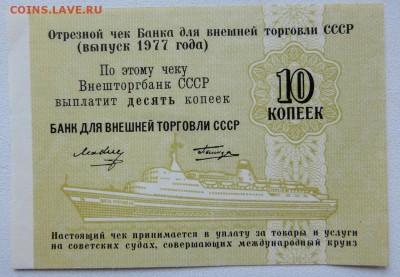 COINS.LAVE.RU
Отрезной чек Банка для внешней торговли СССР
(выпуск 1977 года)
По этому чеку
Внешторгбанк СССР
выплатит десять копеек
10
КОПЕЕК
БАНК ДЛЯ ВНЕШНЕЙ ТОРГОВЛИ СССР
Настоящий чек принимается в уплату за товары и услуги
на советских судах, совершающих международный круиз